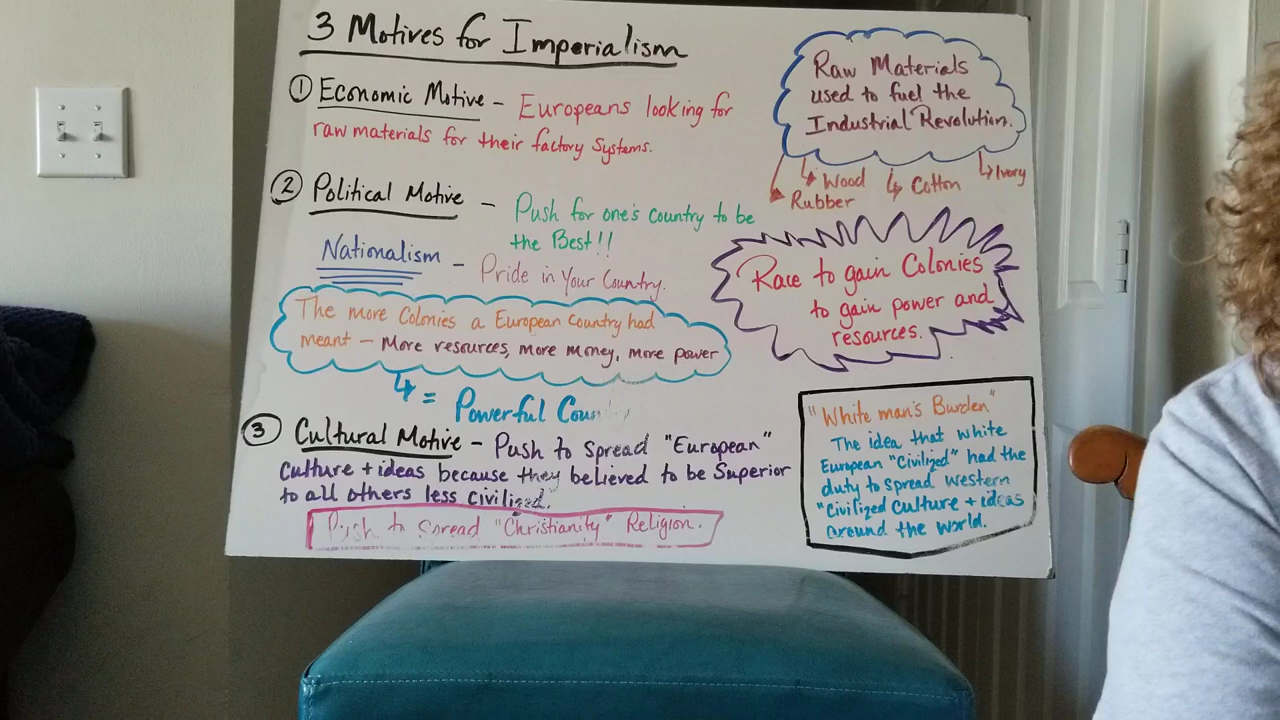 3 Motives for Imperialism
① Economic Motive - Europeans looking for
raw materials for their factory systems.
② Political Motive - Push for one's country to be
the Best!!
Nationalism - Pride in Your Country.
The more Colonies a European Country had
meant - More resources, more money, more power
= Powerful
③ Cultural Motive - Push to Spread "European"
Culture + ideas because they believed to be Superior
to all others less Civilized.
Push to Spread "Christianity" Religion.
Raw Materials
used to fuel the
Industrial Revolution.
Rubber
Wood
Cotton
Ivory
Race to gain Colonies
to gain power and
resources.
"White man's Burden"
The idea that white
European "Civilized" had the
duty to spread western
"Civilized Culture + ideas
around the world.